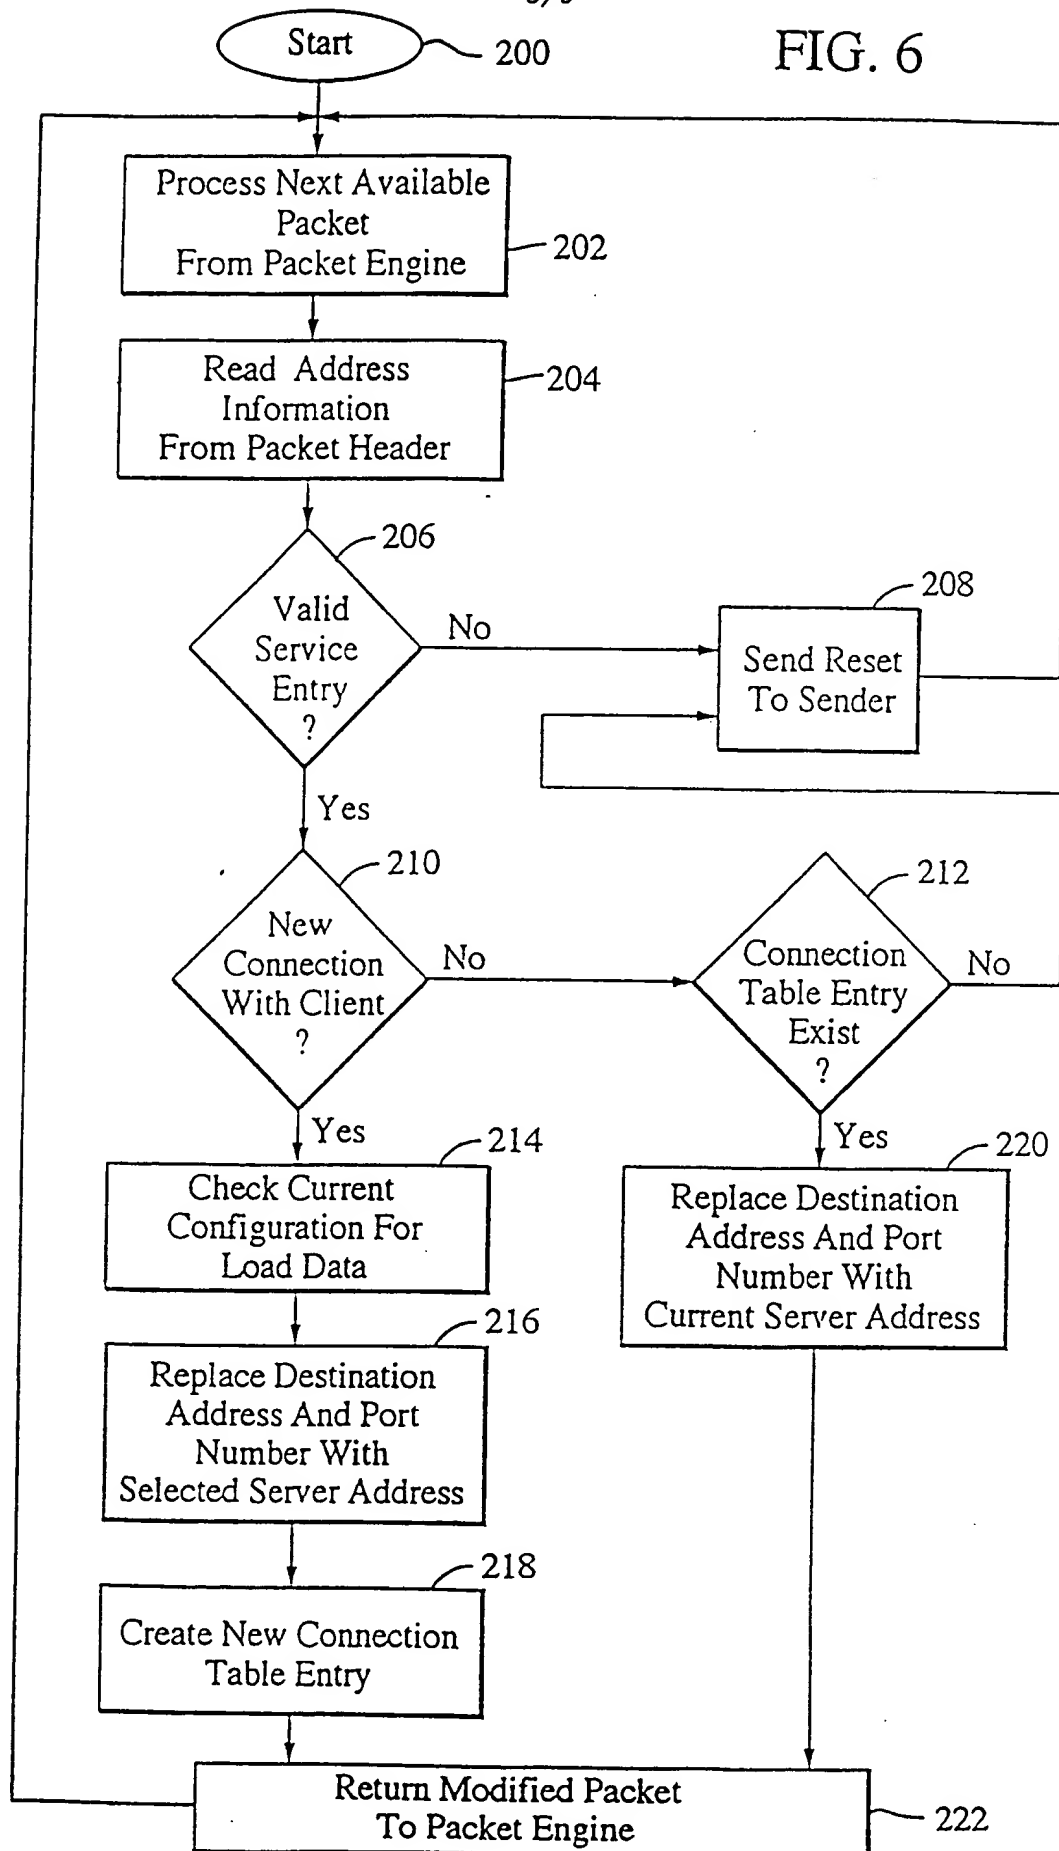 Start
200
FIG. 6
Process Next Available
Packet
From Packet Engine
202
Read Address
Information
From Packet Header
204
206
Valid
Service
Entry
?
No
208
Send Reset
To Sender
Yes
210
New
Connection
With Client
?
No
212
Connection
Table Entry
Exist
?
No
Yes
214
Check Current
Configuration For
Load Data
Yes
220
Replace Destination
Address And Port
Number With
Current Server Address
216
Replace Destination
Address And Port
Number With
Selected Server Address
218
Create New Connection
Table Entry
Return Modified Packet
To Packet Engine
222